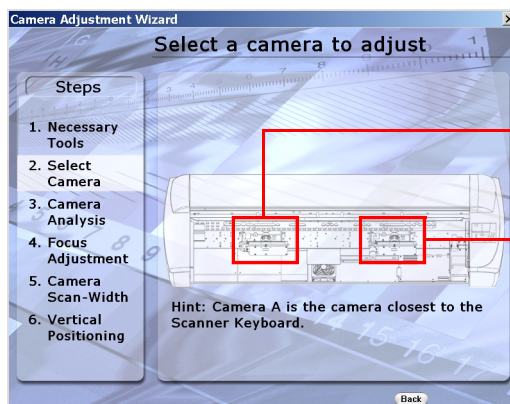 Camera Adjustment Wizard
Select a camera to adjust
Steps
1. Necessary
Tools
2. Select
Camera
3. Camera
Analysis
4. Focus
Adjustment
5. Camera
Scan-Width
6. Vertical
Positioning
Hint: Camera A is the camera closest to the
Scanner Keyboard.
Back